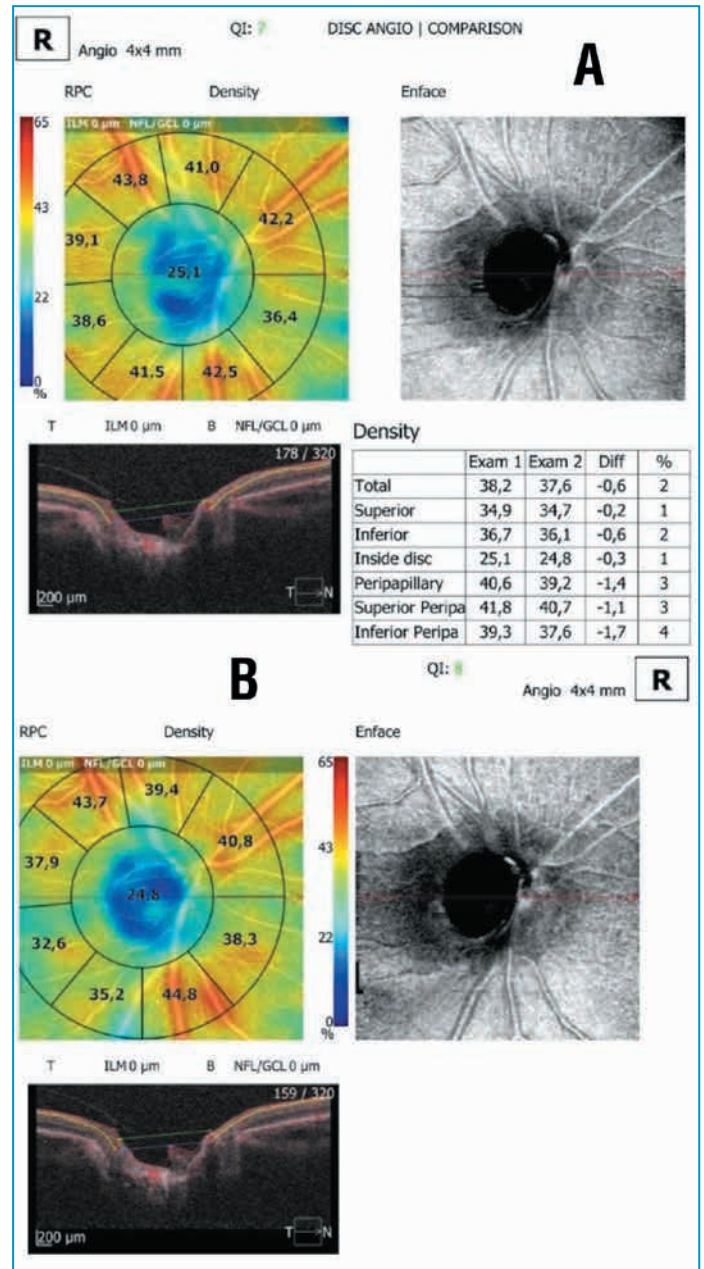 R QI: 7 DISC ANGIO | COMPARISON
Angio 4x4 mm
A
RPC Density Enface
65
43
22
0
%
ILM 0 µm NFL/GCL 0 µm
41,0
43,8
42,2
39,1
25,1
38,6
36,4
41,5
42,5
T ILM 0 µm B NFL/GCL 0 µm
178 / 320
200 µm
T N
Density
Exam 1 Exam 2 Diff %
Total 38,2 37,6 -0,6 2
Superior 34,9 34,7 -0,2 1
Inferior 36,7 36,1 -0,6 2
Inside disc 25,1 24,8 -0,3 1
Peripapillary 40,6 39,2 -1,4 3
Superior Peripa 41,8 40,7 -1,1 3
Inferior Peripa 39,3 37,6 -1,7 4
B
QI: 8
Angio 4x4 mm R
RPC Density Enface
ILM 0 µm NFL/GCL 0 µm
65
43
22
0
%
39,4
43,7
40,8
37,9
24,8
32,6
38,3
35,2
44,8
T ILM 0 µm B NFL/GCL 0 µm
159 / 320
200 µm
T N